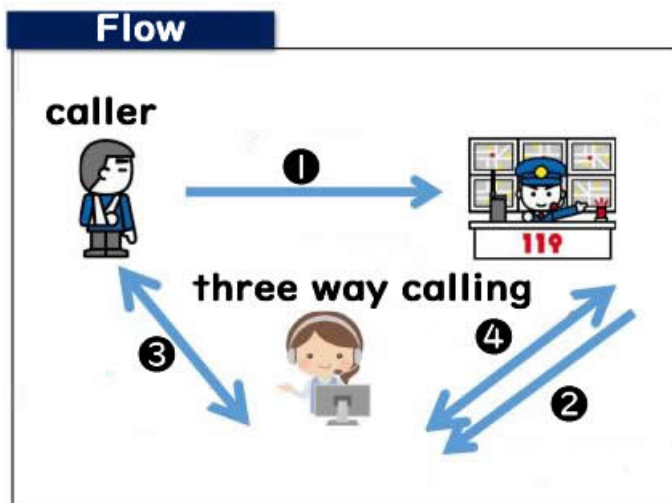 Flow
caller
❶
119
three way calling
❸
❹
❷